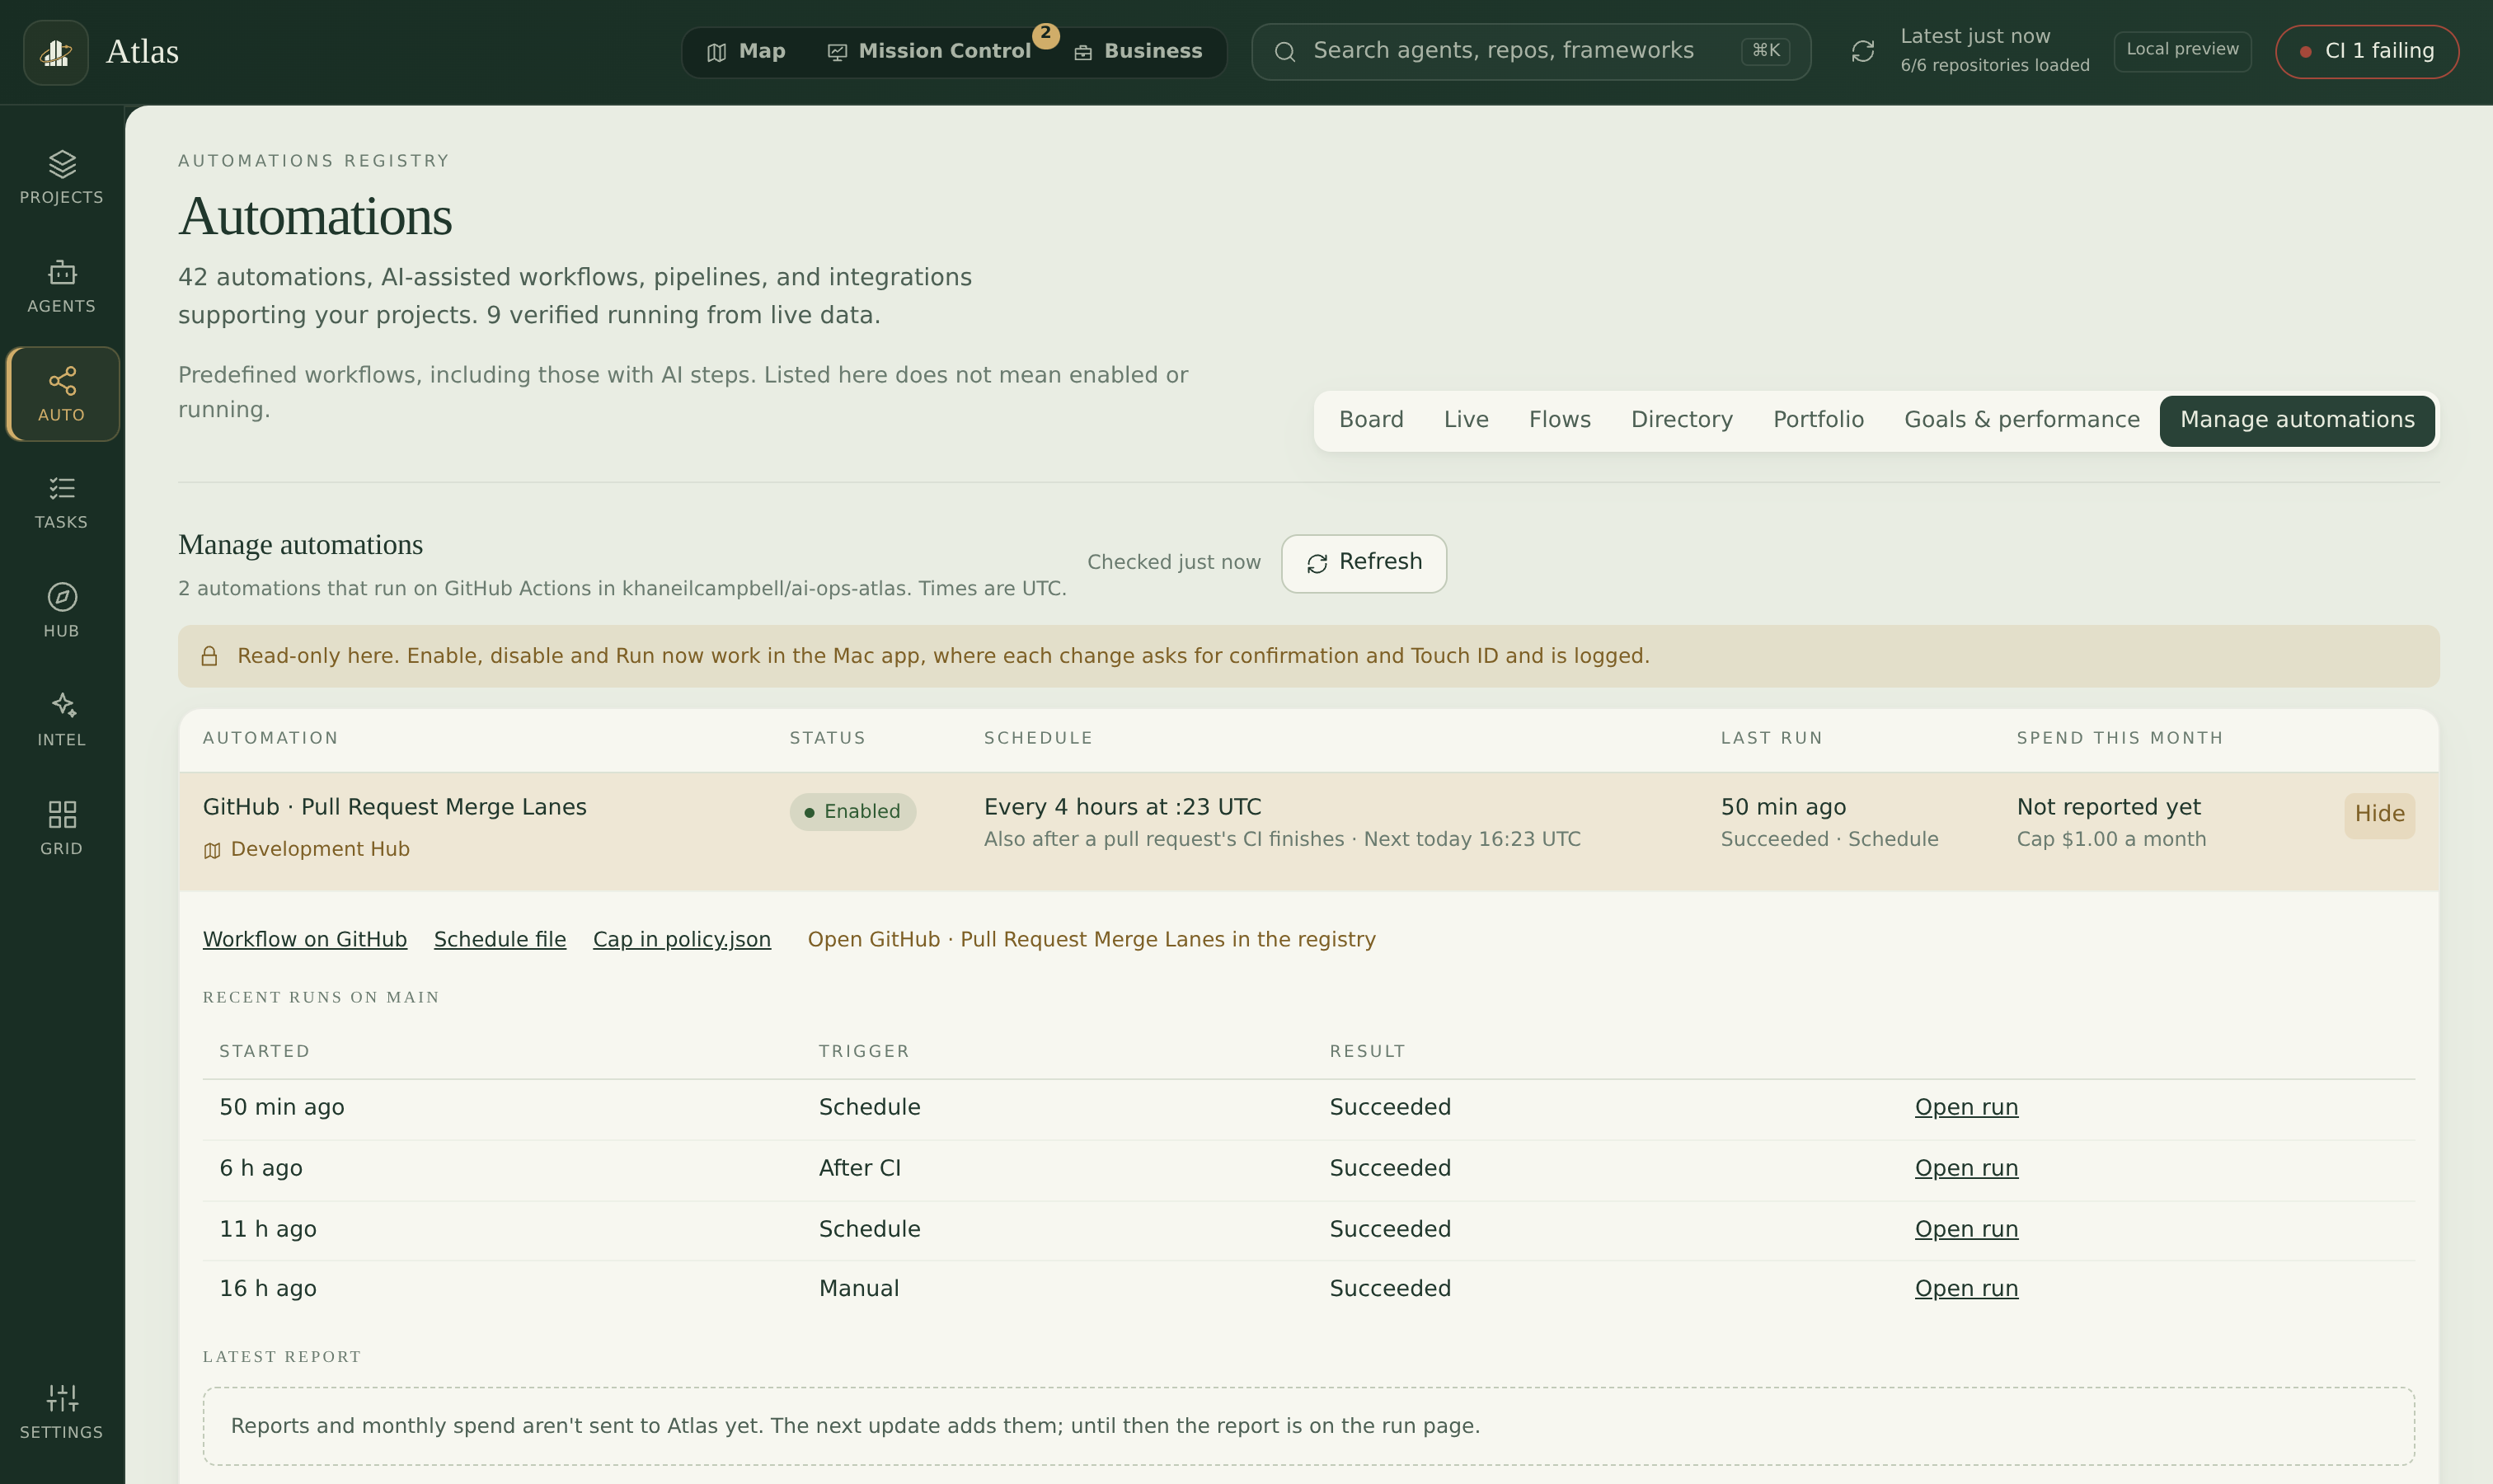 Atlas
Map
Mission Control
2
Business
Search agents, repos, frameworks
⌘K
Latest just now
6/6 repositories loaded
Local preview
CI 1 failing
PROJECTS
AGENTS
AUTO
TASKS
HUB
INTEL
GRID
SETTINGS
AUTOMATIONS REGISTRY
Automations
42 automations, AI-assisted workflows, pipelines, and integrations
supporting your projects. 9 verified running from live data.
Predefined workflows, including those with AI steps. Listed here does not mean enabled or
running.
Board Live Flows Directory Portfolio Goals & performance Manage automations
Manage automations
2 automations that run on GitHub Actions in khaneilcampbell/ai-ops-atlas. Times are UTC.
Checked just now
Refresh
Read-only here. Enable, disable and Run now work in the Mac app, where each change asks for confirmation and Touch ID and is logged.
AUTOMATION STATUS SCHEDULE LAST RUN SPEND THIS MONTH
GitHub · Pull Request Merge Lanes
Development Hub
Enabled
Every 4 hours at :23 UTC
Also after a pull request's CI finishes · Next today 16:23 UTC
50 min ago
Succeeded · Schedule
Not reported yet
Cap $1.00 a month
Hide
Workflow on GitHub Schedule file Cap in policy.json Open GitHub · Pull Request Merge Lanes in the registry
RECENT RUNS ON MAIN
STARTED TRIGGER RESULT
50 min ago Schedule Succeeded Open run
6 h ago After CI Succeeded Open run
11 h ago Schedule Succeeded Open run
16 h ago Manual Succeeded Open run
LATEST REPORT
Reports and monthly spend aren't sent to Atlas yet. The next update adds them; until then the report is on the run page.